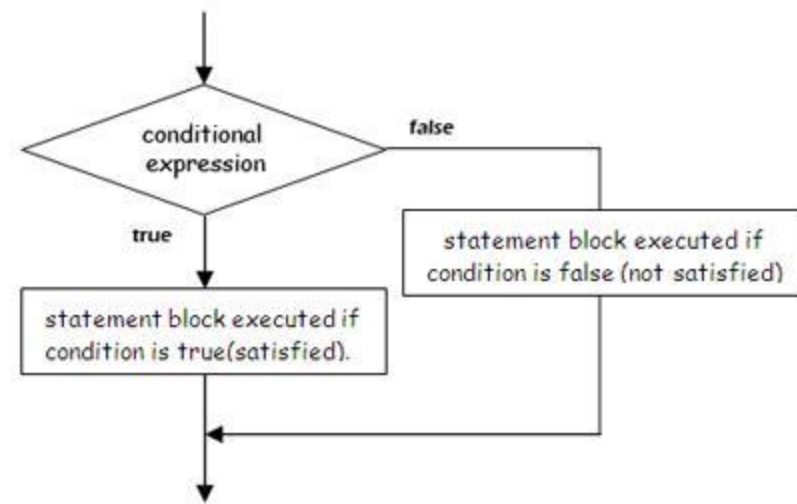 conditional
expression
false
true
statement block executed if
condition is false (not satisfied)
statement block executed if
condition is true(satisfied).